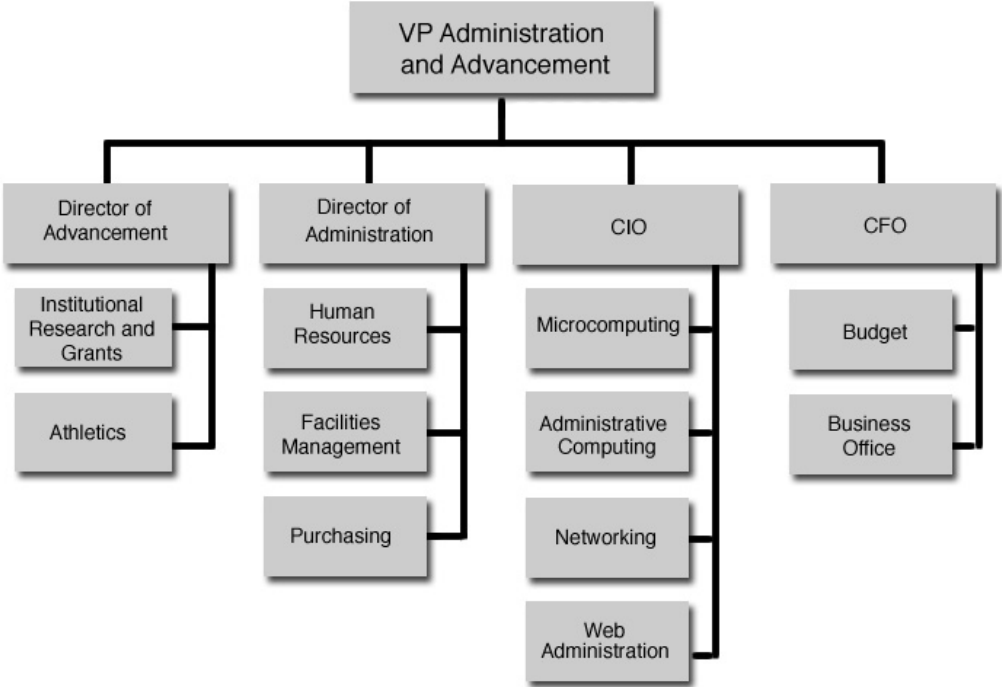 VP Administration
and Advancement
Director of
Advancement
Director of
Administration
CIO
CFO
Institutional
Research and
Grants
Athletics
Human
Resources
Facilities
Management
Purchasing
Microcomputing
Administrative
Computing
Networking
Web
Administration
Budget
Business
Office